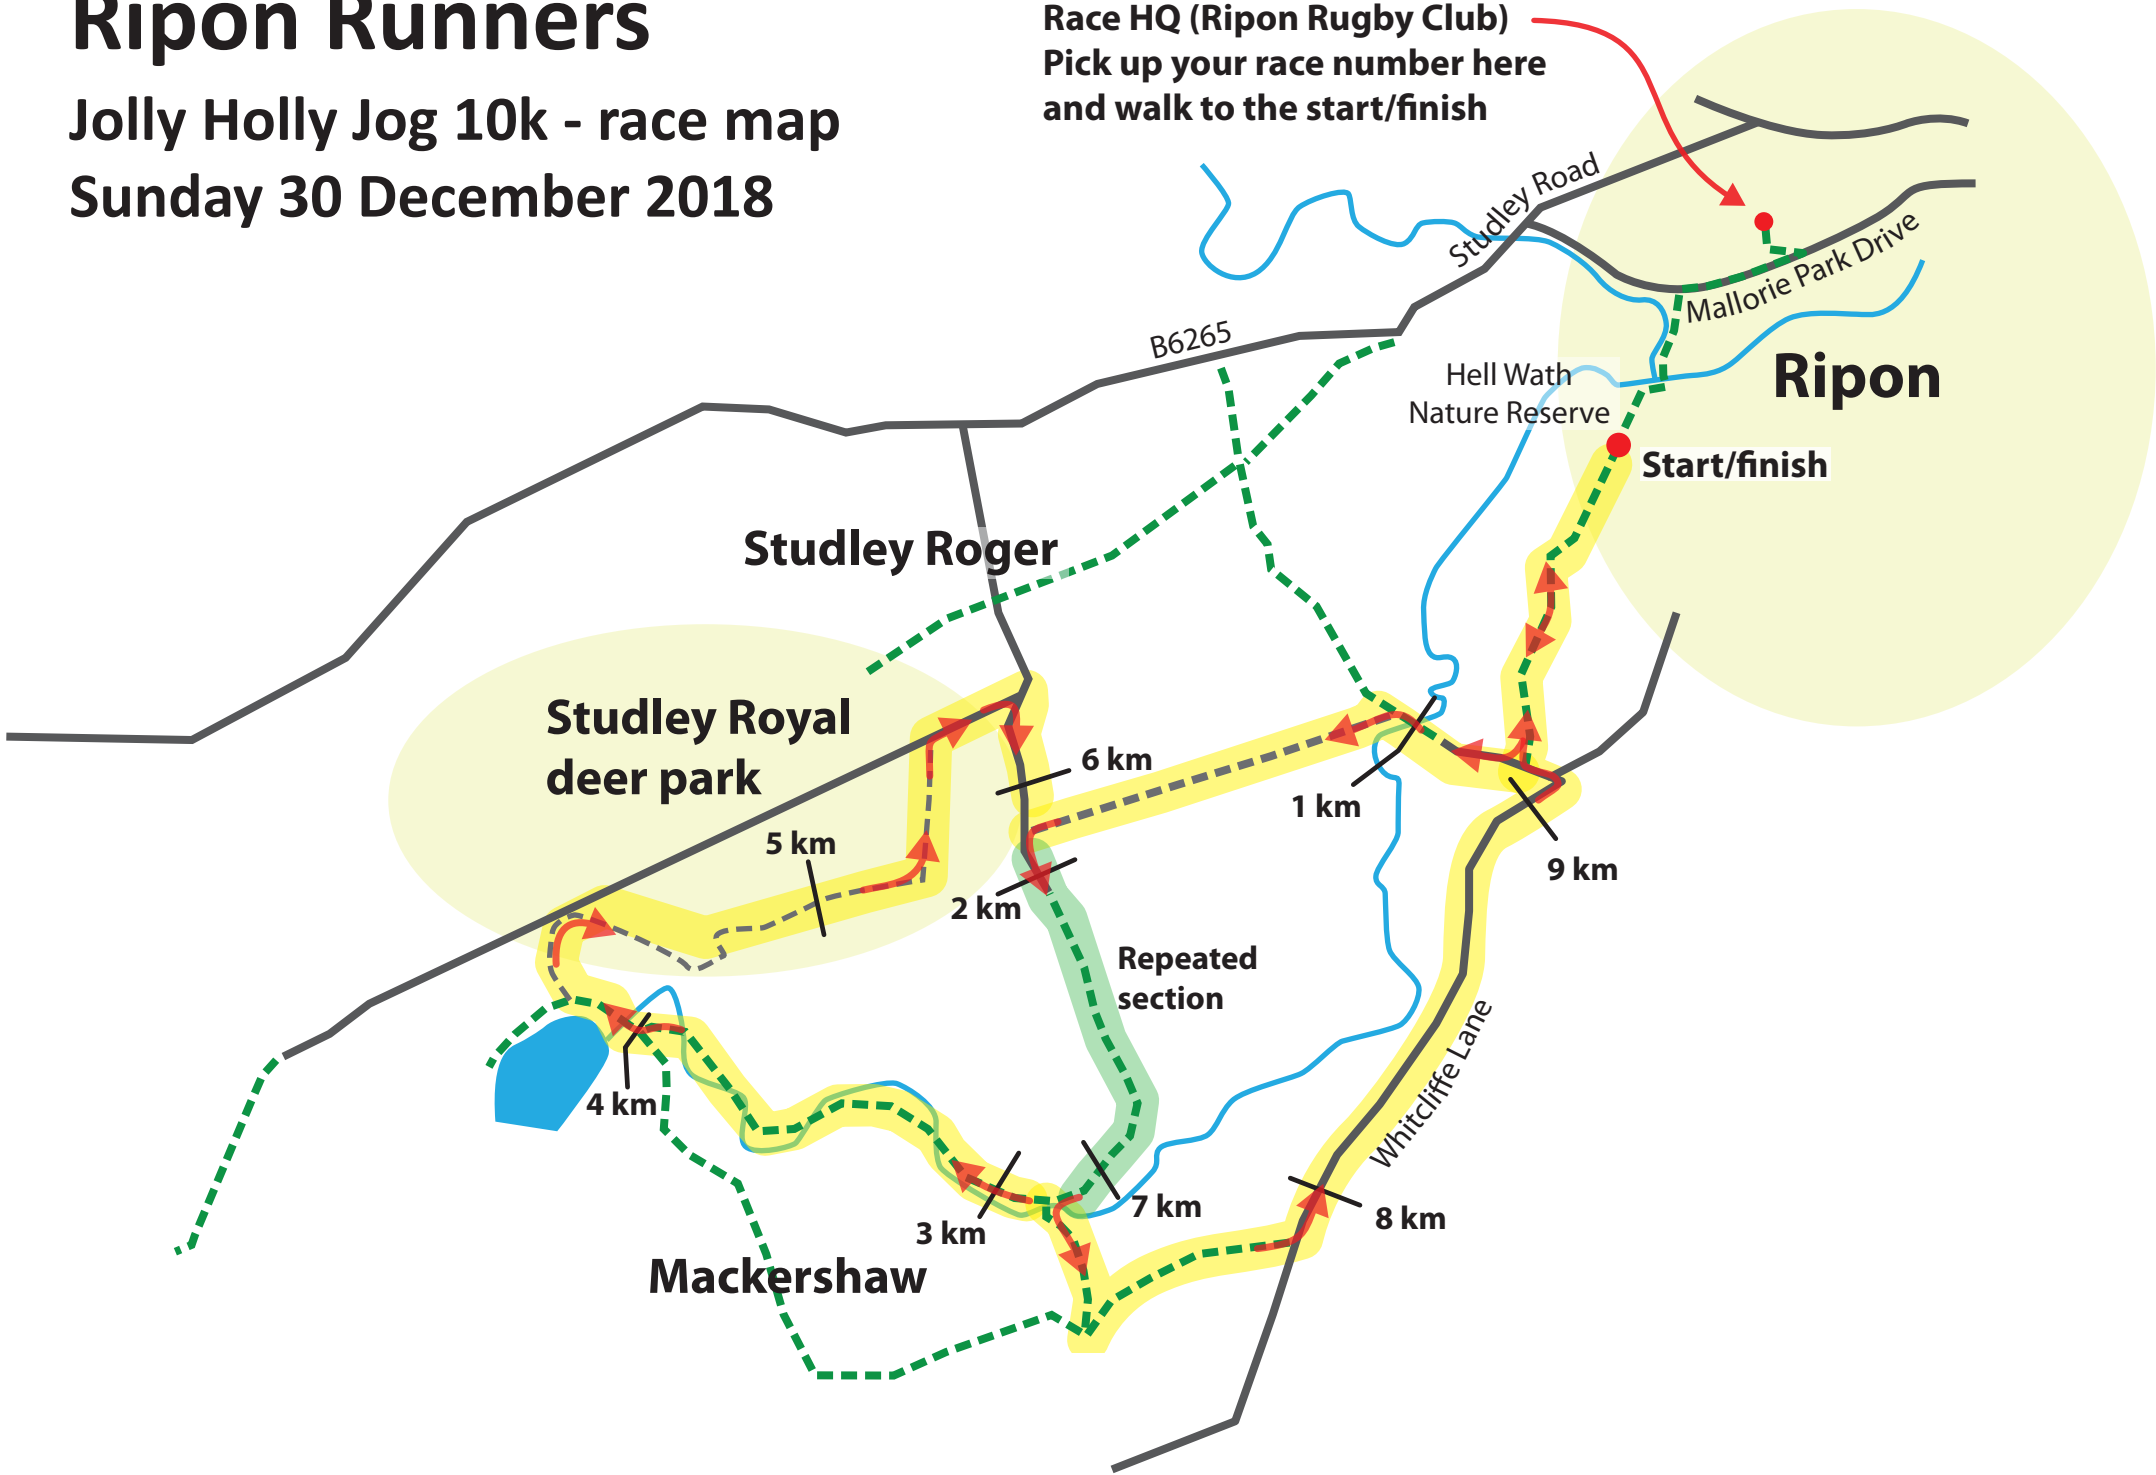 Ripon Runners
Jolly Holly Jog 10k - race map
Sunday 30 December 2018
Race HQ (Ripon Rugby Club)
Pick up your race number here
and walk to the start/finish
Studley Road
Mallorie Park Drive
B6265
Hell Wath
Nature Reserve
Ripon
Start/finish
Studley Roger
Studley Royal
deer park
6 km
1 km
5 km
9 km
2 km
Repeated
section
Whitcliffe Lane
4 km
7 km
8 km
3 km
Mackershaw